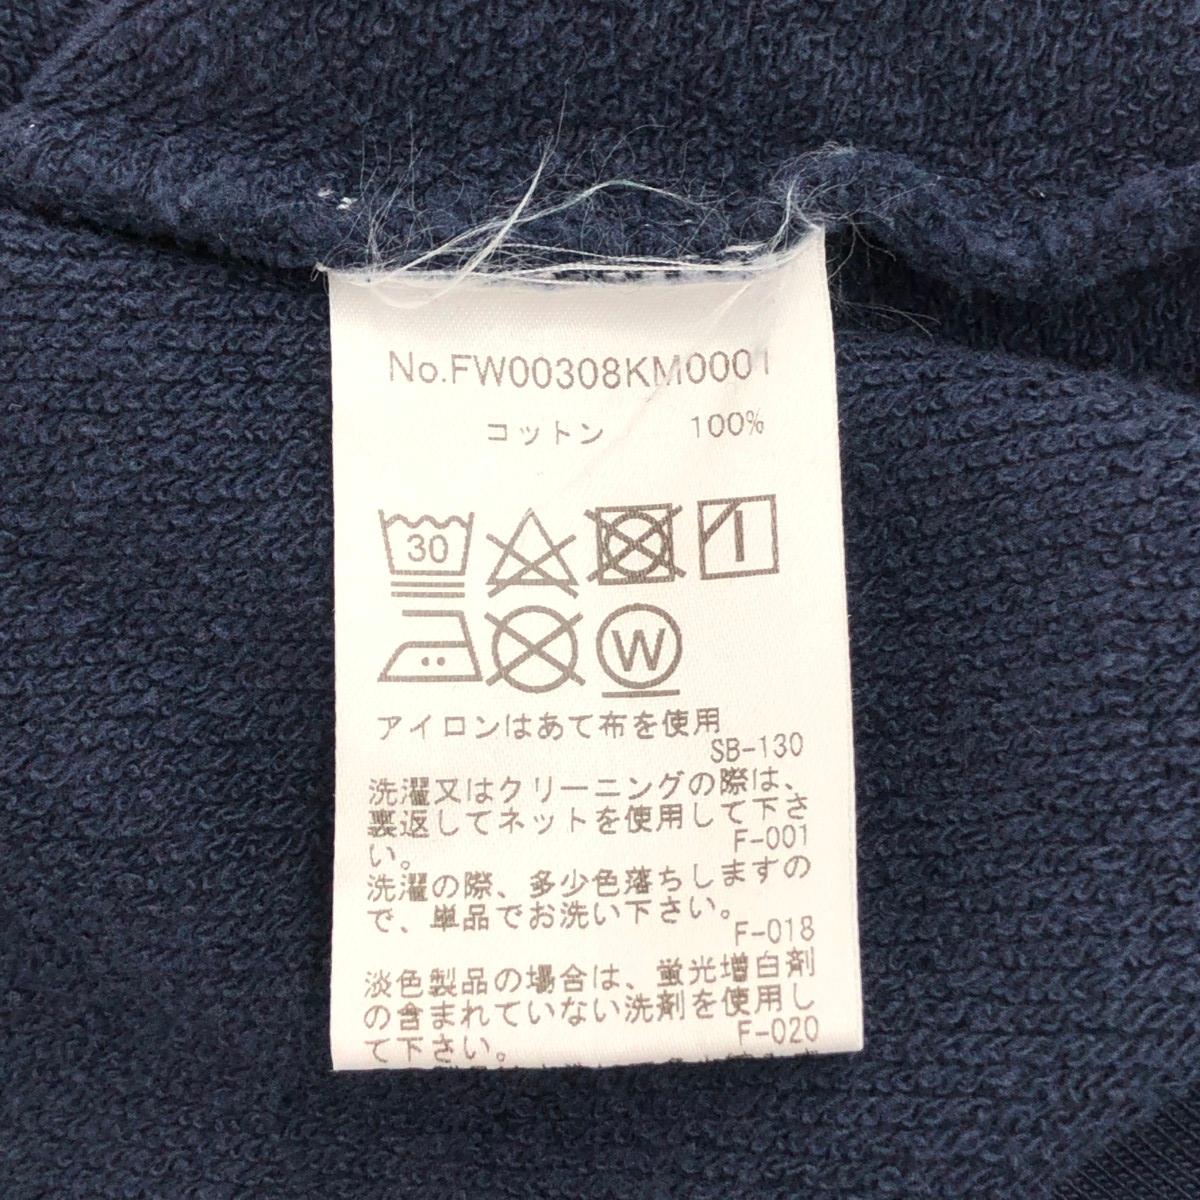 No.FW00308KM0001
コットン 100%
30
W
アイロンはあて布を使用
SB-130
洗濯又はクリーニングの際は、
裏返してネットを使用して下さ
い。
F-001
洗濯の際、多少色落ちしますの
で、単品でお洗い下さい。
F-018
淡色製品の場合は、蛍光増白剤
の含まれていない洗剤を使用し
て下さい。
F-020